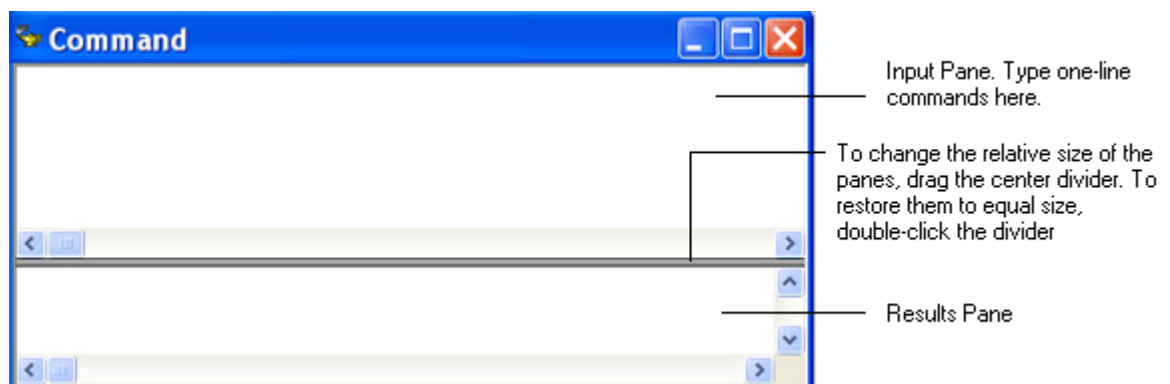 Command
Input Pane. Type one-line
commands here.
To change the relative size of the
panes, drag the center divider. To
restore them to equal size,
double-click the divider
Results Pane